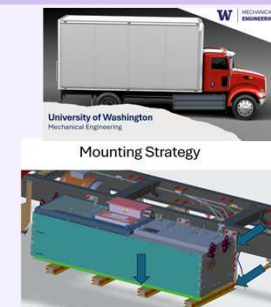 W MECHANICAL
ENGINEERING
University of Washington
Mechanical Engineering
Mounting Strategy